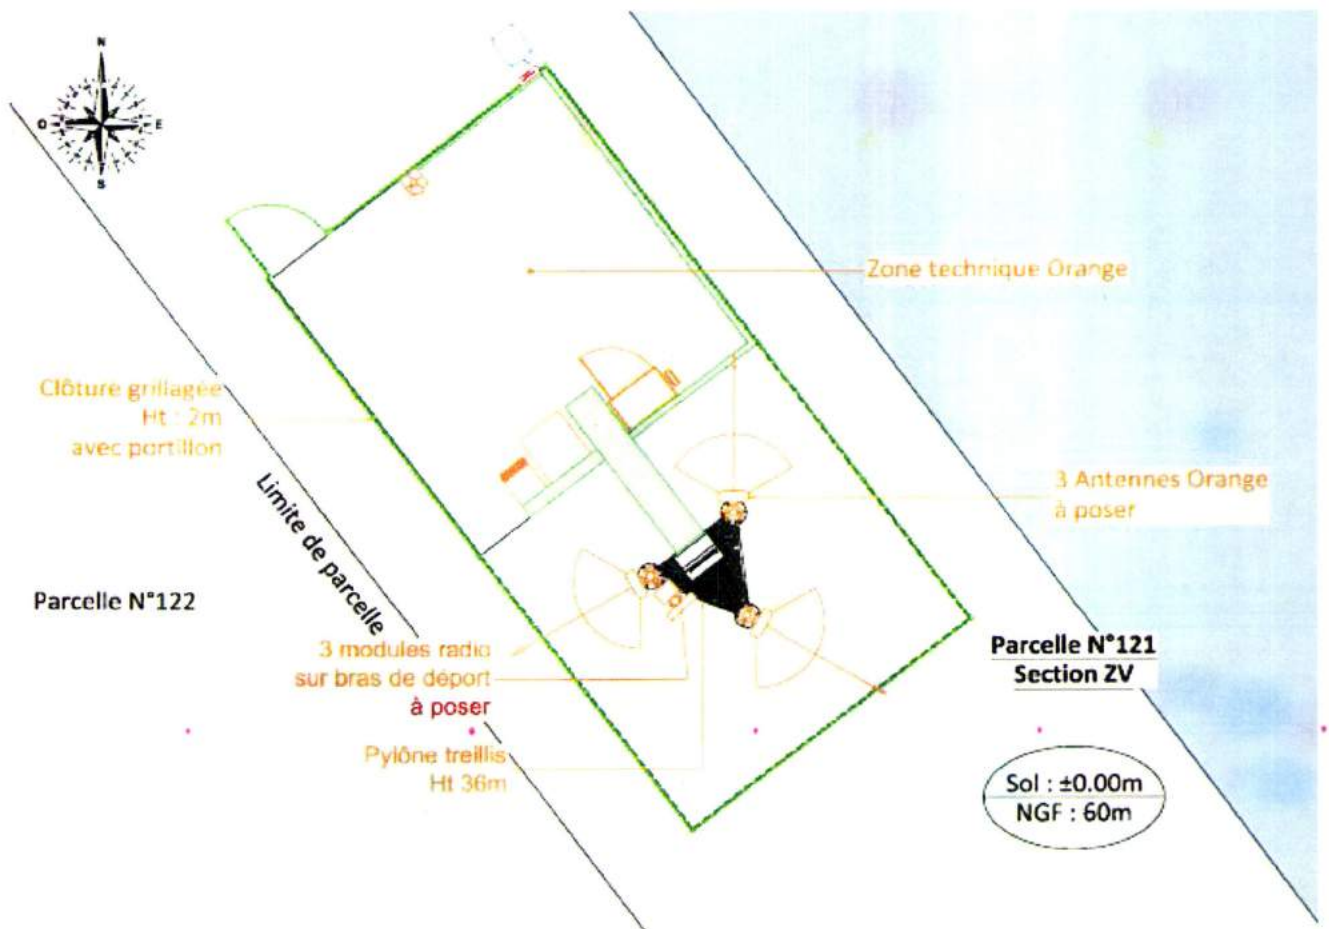 N
O
E
S
Zone technique Orange
Clôture grillagée
Ht : 2m
avec portillon
Limite de parcelle
3 Antennes Orange
à poser
Parcelle N°122
3 modules radio
sur bras de déport
à poser
Parcelle N°121
Section ZV
Pylône treillis
Ht 36m
Sol : ±0.00m
NGF : 60m